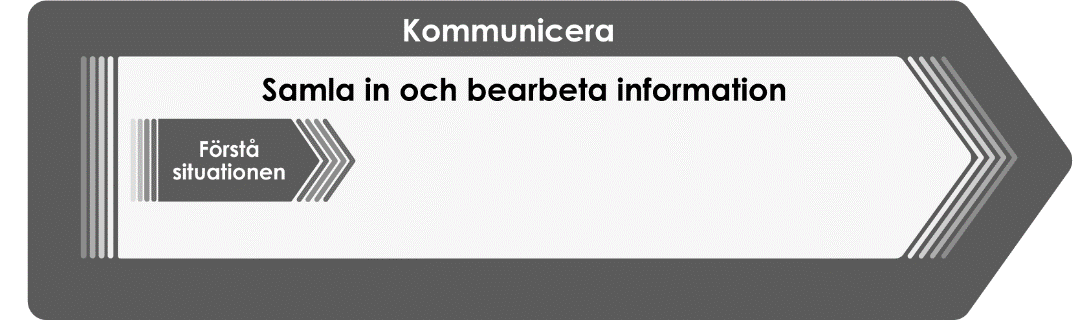 Kommunicera
Samla in och bearbeta information
Förstå
situationen